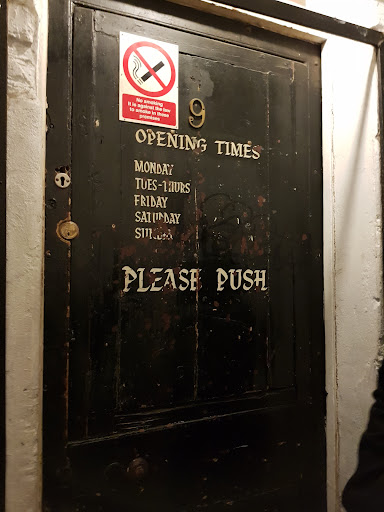 No smoking
It is against the law
to smoke in these
premises
9
OPENING TIMES
MONDAY
TUES-THURS
FRIDAY
SATURDAY
SUNDAY
PLEASE PUSH